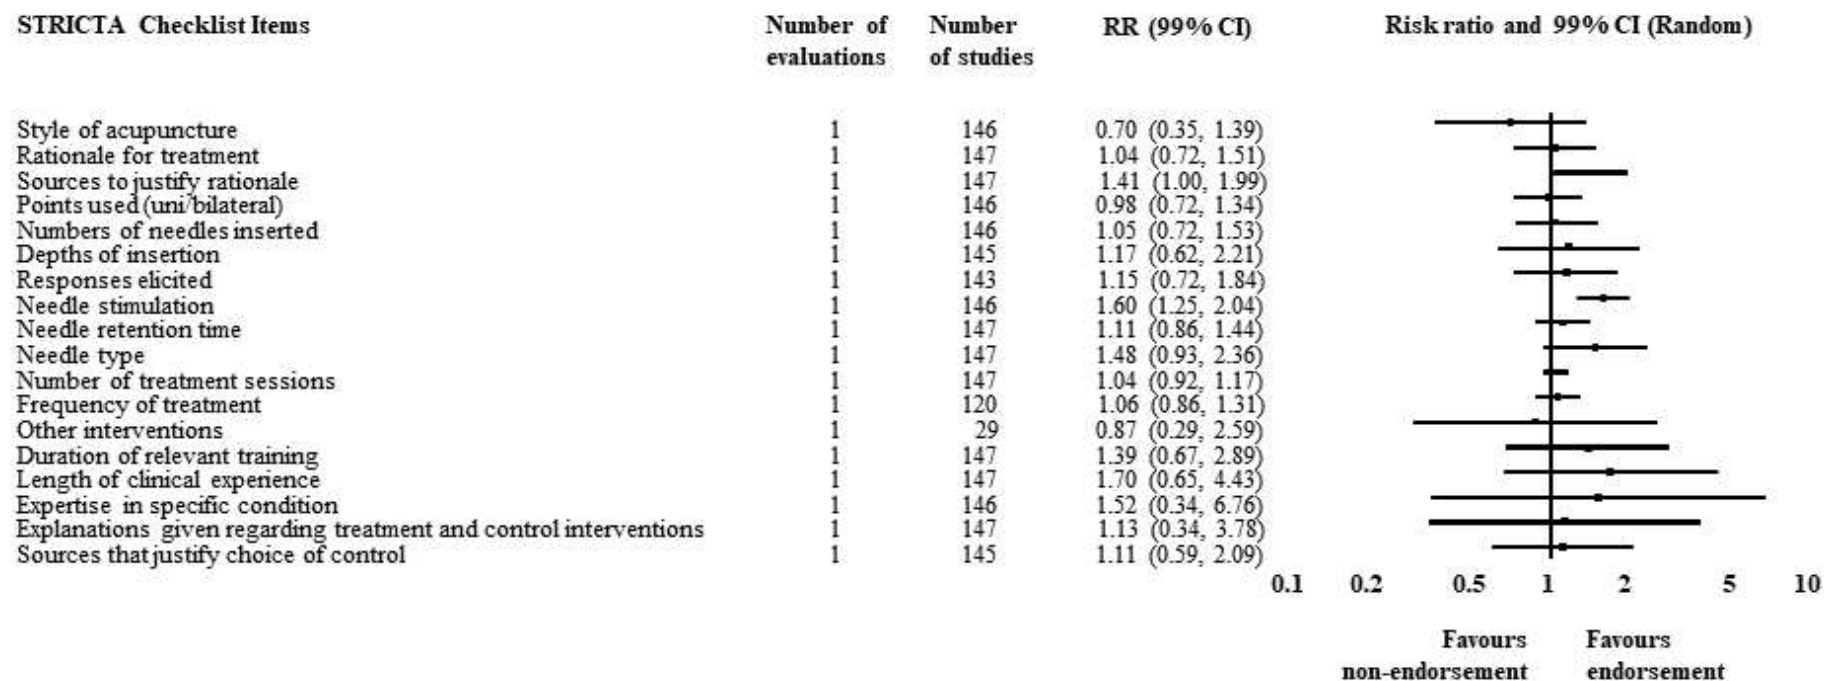 STRICTA Checklist Items Number of evaluations Number of studies RR (99% CI) Risk ratio and 99% CI (Random)
Style of acupuncture 1 146 0.70 (0.35, 1.39)
Rationale for treatment 1 147 1.04 (0.72, 1.51)
Sources to justify rationale 1 147 1.41 (1.00, 1.99)
Points used (uni/bilateral) 1 146 0.98 (0.72, 1.34)
Numbers of needles inserted 1 146 1.05 (0.72, 1.53)
Depths of insertion 1 145 1.17 (0.62, 2.21)
Responses elicited 1 143 1.15 (0.72, 1.84)
Needle stimulation 1 146 1.60 (1.25, 2.04)
Needle retention time 1 147 1.11 (0.86, 1.44)
Needle type 1 147 1.48 (0.93, 2.36)
Number of treatment sessions 1 147 1.04 (0.92, 1.17)
Frequency of treatment 1 120 1.06 (0.86, 1.31)
Other interventions 1 29 0.87 (0.29, 2.59)
Duration of relevant training 1 147 1.39 (0.67, 2.89)
Length of clinical experience 1 147 1.70 (0.65, 4.43)
Expertise in specific condition 1 146 1.52 (0.34, 6.76)
Explanations given regarding treatment and control interventions 1 147 1.13 (0.34, 3.78)
Sources that justify choice of control 1 145 1.11 (0.59, 2.09)
0.1 0.2 0.5 1 2 5 10
Favours non-endorsement Favours endorsement